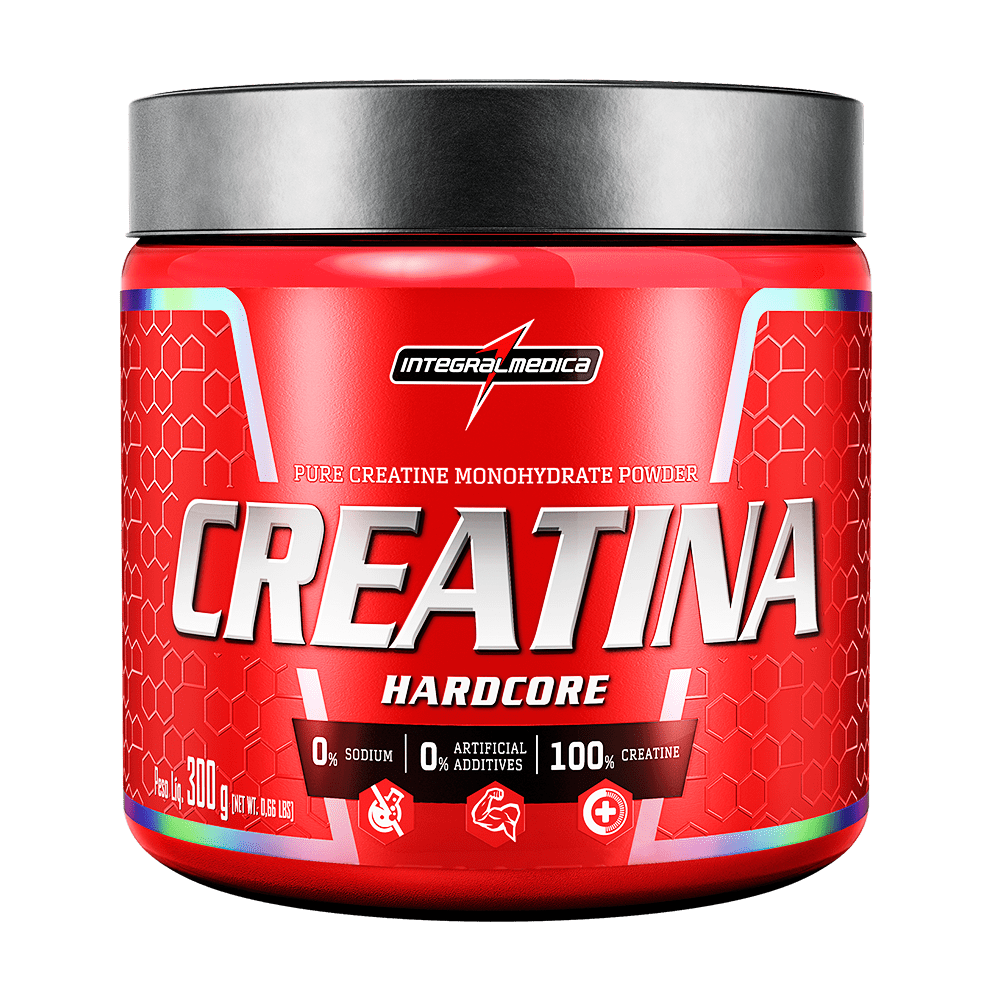 INTEGRALMEDICA
PURE CREATINE MONOHYDRATE POWDER
CREATINA
HARDCORE
0% SODIUM
0% ARTIFICIAL
ADDITIVES
100% CREATINE
Peso Líq. 300 g (NET WT: 0,66 LBS)